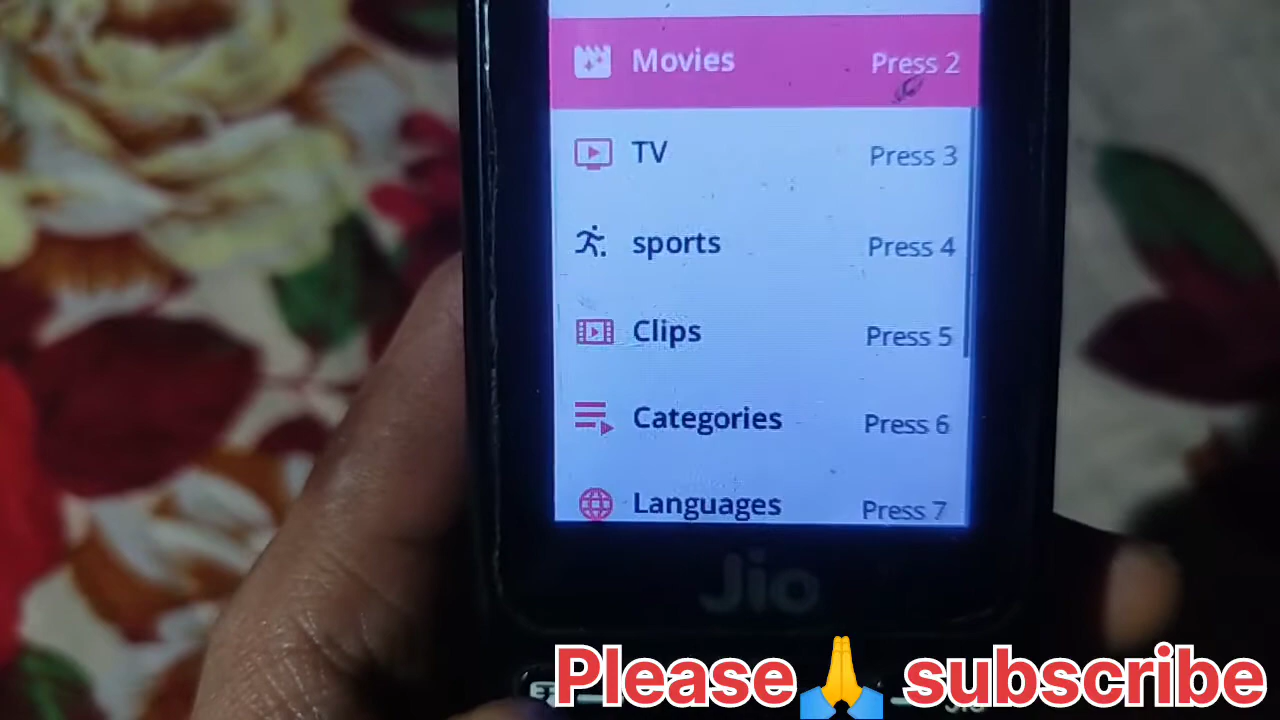 Movies Press 2
TV Press 3
sports Press 4
Clips Press 5
Categories Press 6
Languages Press 7
Jio
Please🙏subscribe